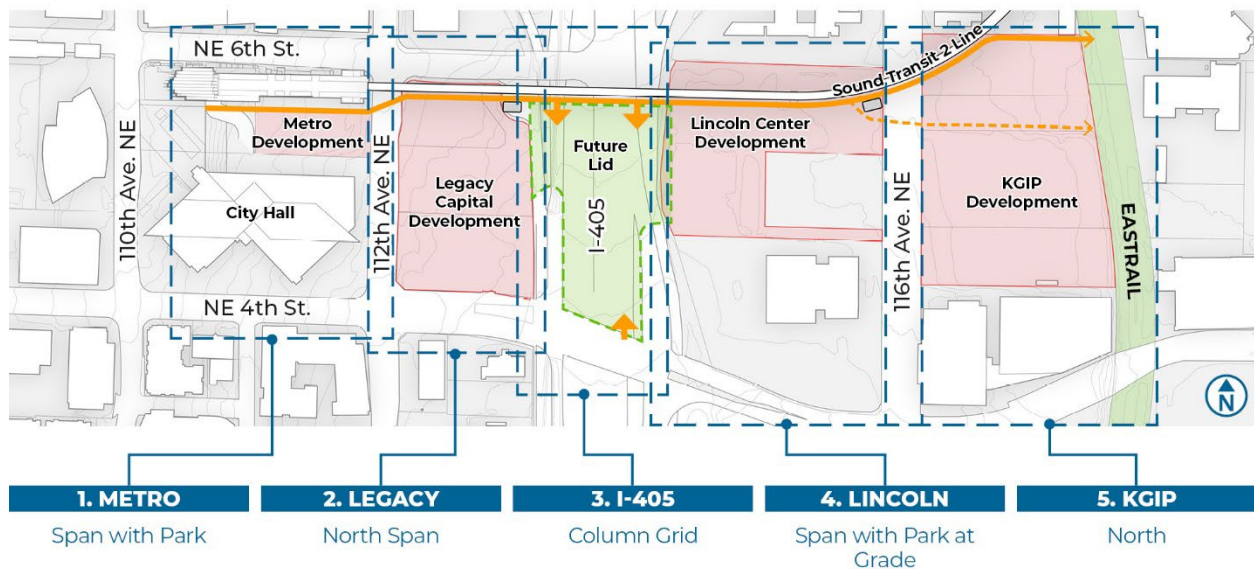 NE 6th St.
Sound Transit 2 Line
Metro
Development
Future
Lid
Lincoln Center
Development
110th Ave. NE
City Hall
112th Ave. NE
Legacy
Capital
Development
I-405
116th Ave. NE
KGIP
Development
EASTRAIL
NE 4th St.
N
1. METRO
Span with Park
2. LEGACY
North Span
3. I-405
Column Grid
4. LINCOLN
Span with Park at
Grade
5. KGIP
North